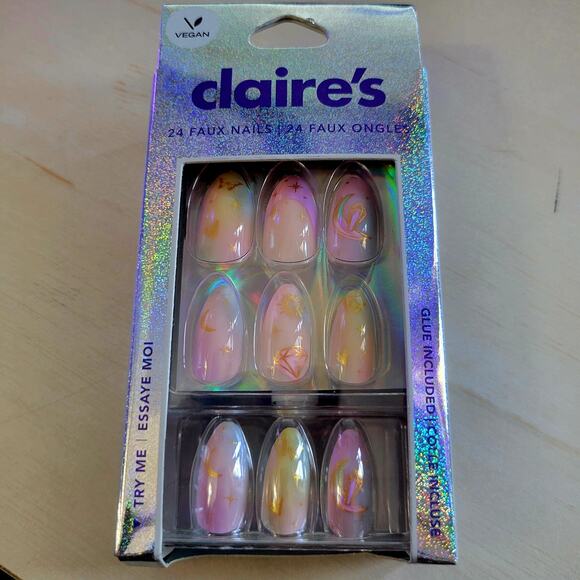 VEGAN
claire's
24 FAUX NAILS | 24 FAUX ONGLES
TRY ME | ESSAYE MOI
GLUE INCLUDED | COLLE INCLUSE